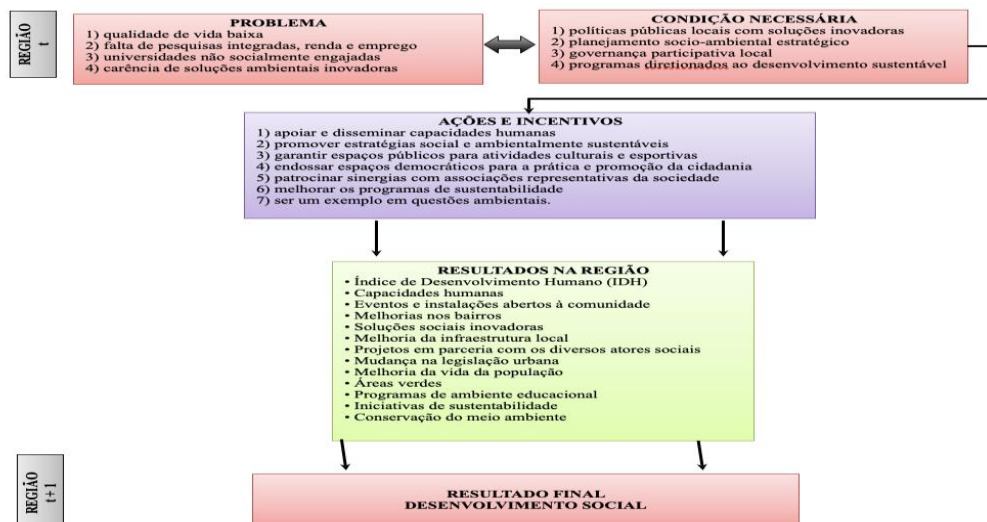 REGIÃO
t
PROBLEMA
1) qualidade de vida baixa
2) falta de pesquisas integradas, renda e emprego
3) universidades não socialmente engajadas
4) carência de soluções ambientais inovadoras
CONDIÇÃO NECESSÁRIA
1) políticas públicas locais com soluções inovadoras
2) planejamento socio-ambiental estratégico
3) governança participativa local
4) programas direcionados ao desenvolvimento sustentável
AÇÕES E INCENTIVOS
1) apoiar e disseminar capacidades humanas
2) promover estratégias social e ambientalmente sustentáveis
3) garantir espaços públicos para atividades culturais e esportivas
4) endossar espaços democráticos para a prática e promoção da cidadania
5) patrocinar sinergias com associações representativas da sociedade
6) melhorar os programas de sustentabilidade
7) ser um exemplo em questões ambientais.
RESULTADOS NA REGIÃO
• Índice de Desenvolvimento Humano (IDH)
• Capacidades humanas
• Eventos e instalações abertos à comunidade
• Melhorias nos bairros
• Soluções sociais inovadoras
• Melhoria da infraestrutura local
• Projetos em parceria com os diversos atores sociais
• Mudança na legislação urbana
• Melhoria da vida da população
• Áreas verdes
• Programas de ambiente educacional
• Iniciativas de sustentabilidade
• Conservação do meio ambiente
REGIÃO
t+1
RESULTADO FINAL
DESENVOLVIMENTO SOCIAL